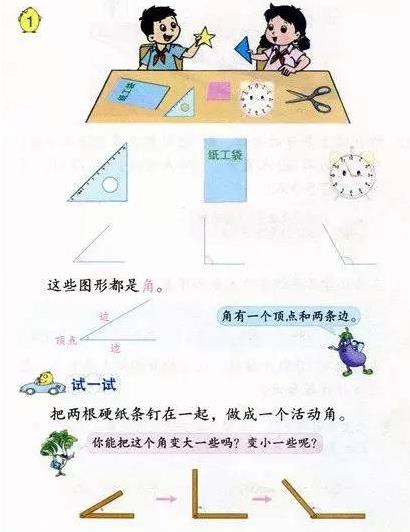 1
纸工袋
纸工袋
这些图形都是角。
边
顶点
边
角有一个顶点和两条边。
试一试
把两根硬纸条钉在一起，做成一个活动角。
你能把这个角变大一些吗？变小一些呢？